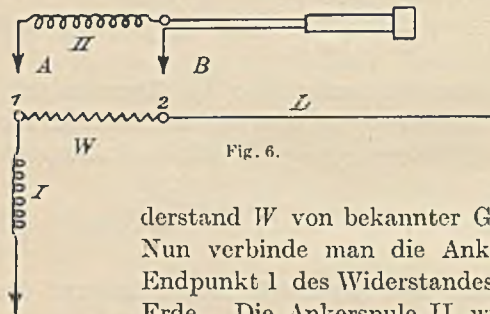 II
A B
1 2 L
W
Fig. 6.
I
derstand W von bekannter G
Nun verbinde man die Ank
Endpunkt 1 des Widerstandes
Erde. Die Ankerspule II w